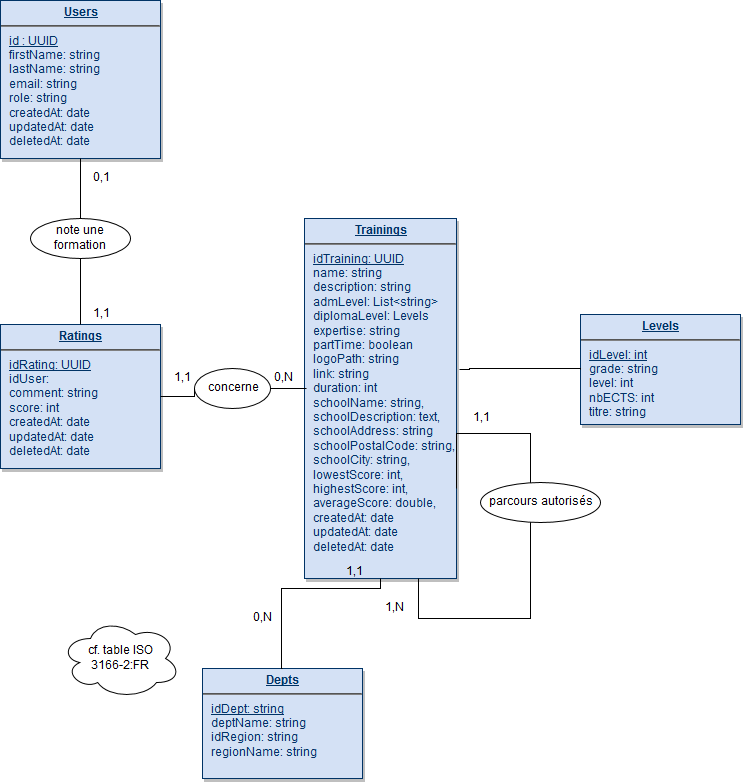 Users
id : UUID
firstName: string
lastName: string
email: string
role: string
createdAt: date
updatedAt: date
deletedAt: date
0,1
note une
formation
1,1
Ratings
idRating: UUID
idUser:
comment: string
score: int
createdAt: date
updatedAt: date
deletedAt: date
1,1
concerne
0,N
Trainings
idTraining: UUID
name: string
description: string
admLevel: List<string>
diplomaLevel: Levels
expertise: string
partTime: boolean
logoPath: string
link: string
duration: int
schoolName: string,
schoolDescription: text,
schoolAddress: string
schoolPostalCode: string,
schoolCity: string,
lowestScore: int,
highestScore: int,
averageScore: double,
createdAt: date
updatedAt: date
deletedAt: date
Levels
idLevel: int
grade: string
level: int
nbECTS: int
titre: string
1,1
parcours autorisés
1,N
1,1
0,N
cf. table ISO
3166-2:FR
Depts
idDept: string
deptName: string
idRegion: string
regionName: string